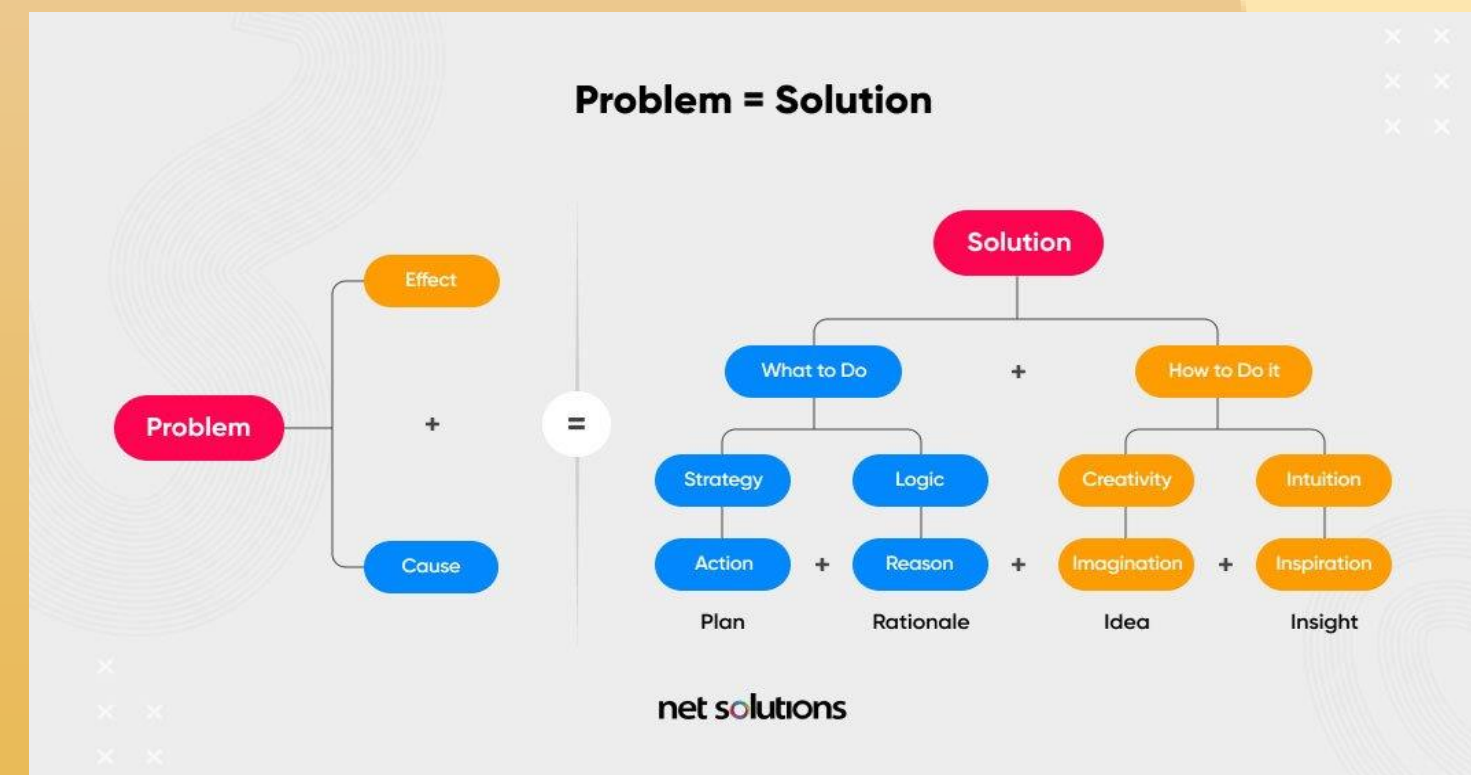 Problem = Solution
Problem
Effect
+
Cause
=
Solution
What to Do + How to Do it
Strategy Logic Creativity Intuition
Action + Reason + Imagination + Inspiration
Plan Rationale Idea Insight
net solutions